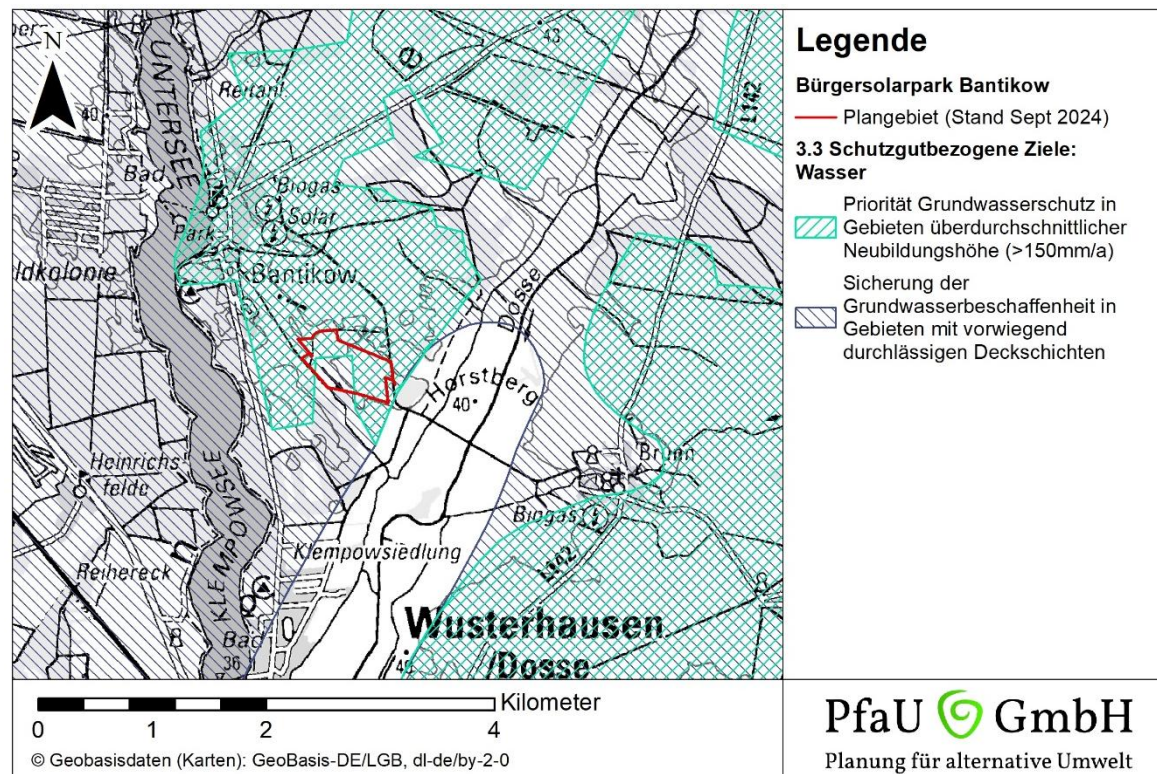 N
UNTERSEE
43
L142
Reitanl
40
Bad
Biogas
Solar
Park
ldkolonie
Bantikow
Dosse
Horstberg
40
Heinrichs
felde
Brunn
Biogas
KLEMPOWSEE
Reihereck
n
Klempowsiedlung
L142
Wusterhausen
/Dosse
Bad
36
40
Legende
Bürgersolarpark Bantikow
Plangebiet (Stand Sept 2024)
3.3 Schutzgutbezogene Ziele:
Wasser
Priorität Grundwasserschutz in
Gebieten überdurchschnittlicher
Neubildungshöhe (>150mm/a)
Sicherung der
Grundwasserbeschaffenheit in
Gebieten mit vorwiegend
durchlässigen Deckschichten
Kilometer
0 1 2 4
© Geobasisdaten (Karten): GeoBasis-DE/LGB, dl-de/by-2-0
PfaU GmbH
Planung für alternative Umwelt